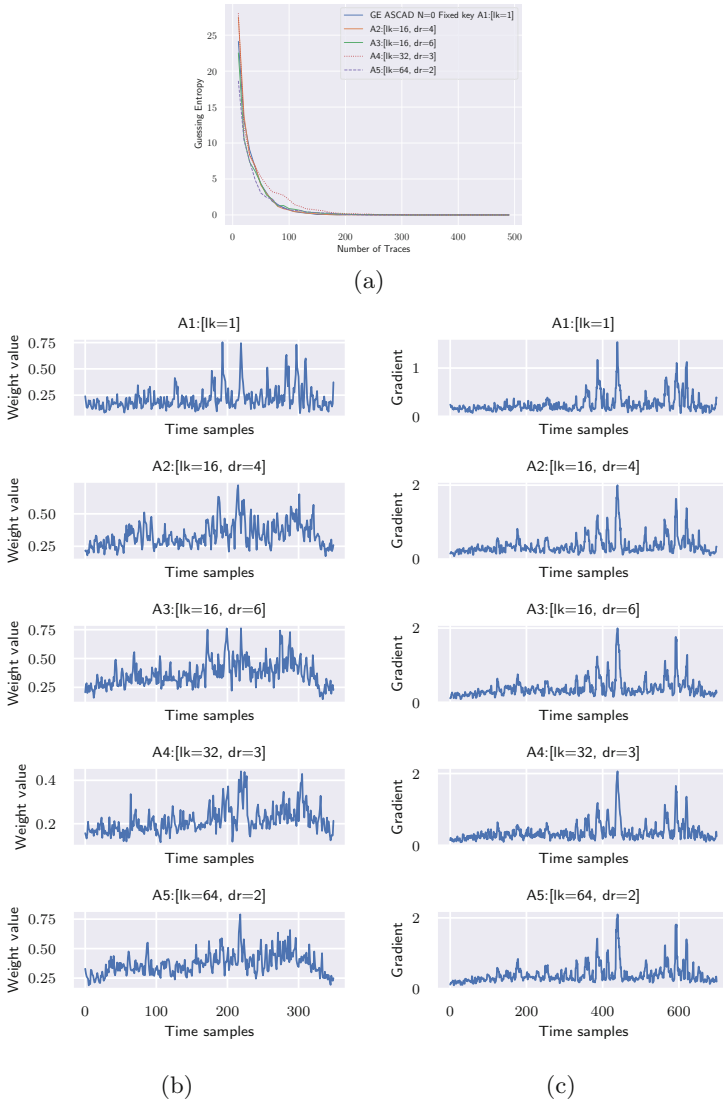 GE ASCAD N=0 Fixed key A1:[lk=1]
A2:[lk=16, dr=4]
A3:[lk=16, dr=6]
A4:[lk=32, dr=3]
A5:[lk=64, dr=2]
Guessing Entropy
25
20
15
10
5
0
0 100 200 300 400 500
Number of Traces
(a)
A1:[lk=1] A1:[lk=1]
Weight value 0.75 0.25 Gradient 1 0
Time samples Time samples
A2:[lk=16, dr=4] A2:[lk=16, dr=4]
Weight value 0.50 0.25 Gradient 2 0
Time samples Time samples
A3:[lk=16, dr=6] A3:[lk=16, dr=6]
Weight value 0.75 0.50 0.25 Gradient 2 0
Time samples Time samples
A4:[lk=32, dr=3] A4:[lk=32, dr=3]
Weight value 0.4 0.2 Gradient 2 0
Time samples Time samples
A5:[lk=64, dr=2] A5:[lk=64, dr=2]
Weight value 0.75 0.50 0.25 Gradient 2 0
0 100 200 300 0 200 400 600
Time samples Time samples
(b) (c)